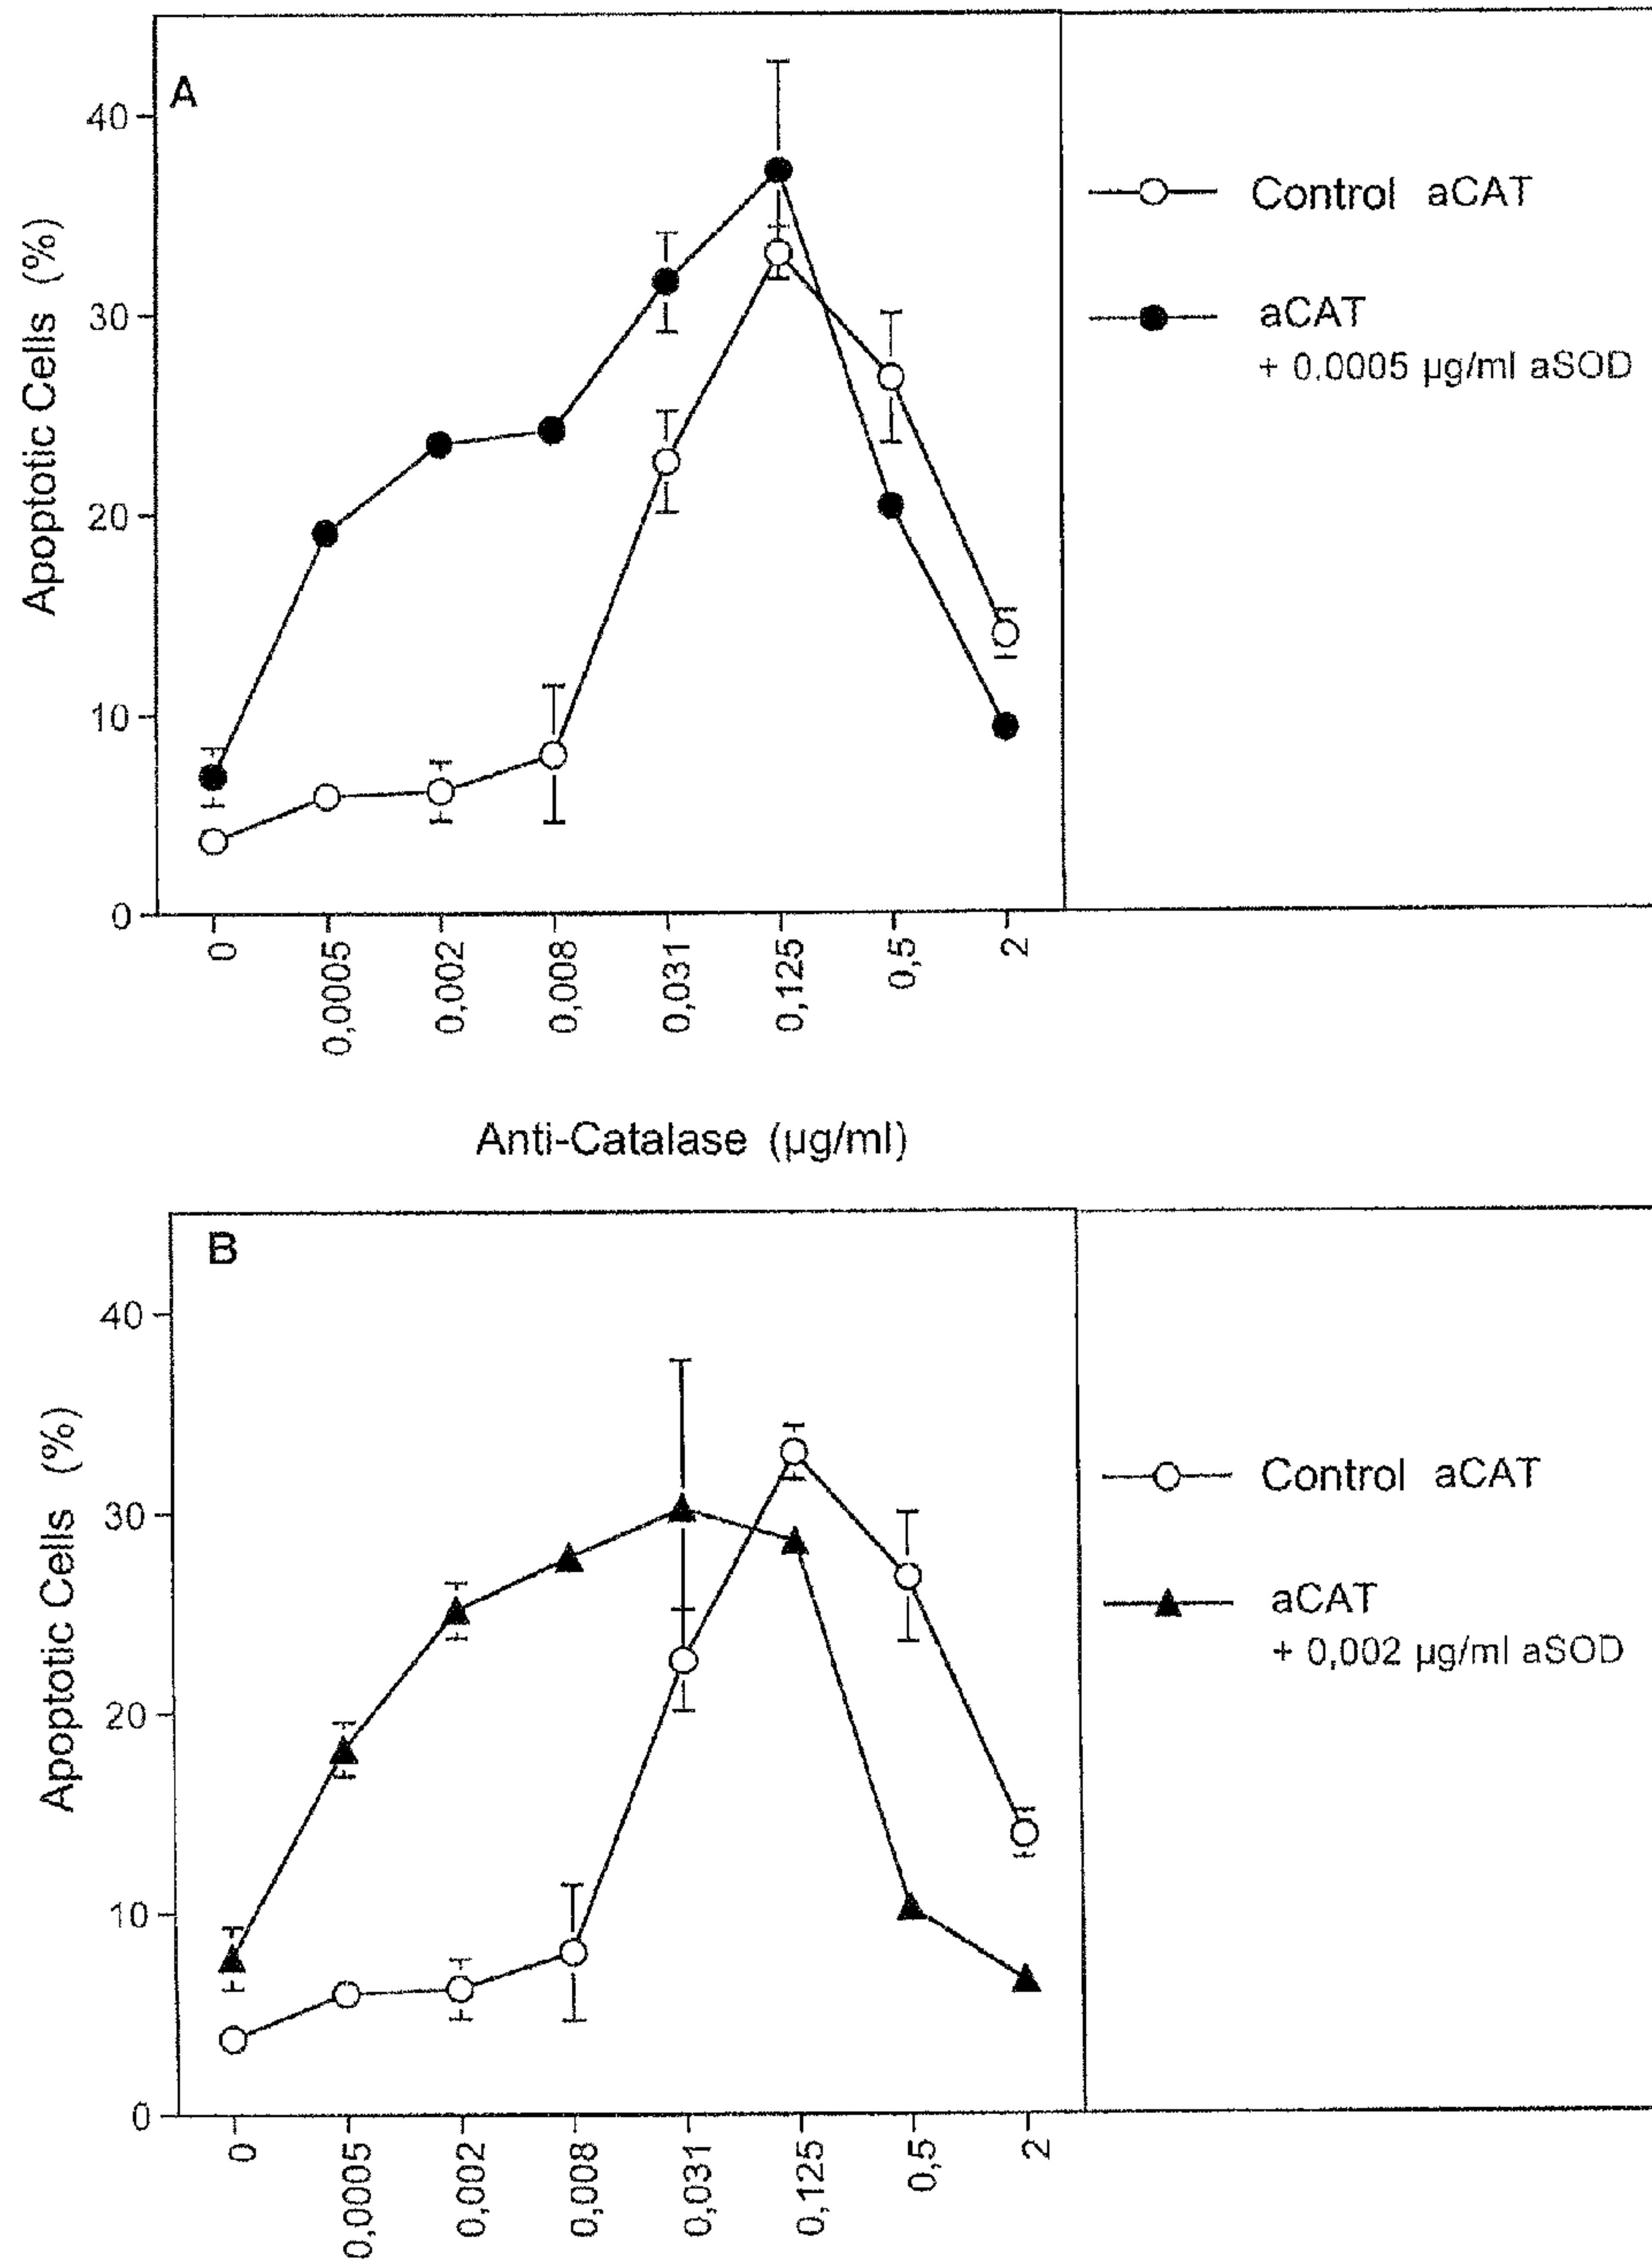 A
Apoptotic Cells (%)
40
30
20
10
0
0
0,0005
0,002
0,008
0,031
0,125
0,5
2
Anti-Catalase (µg/ml)
Control aCAT
aCAT
+ 0.0005 µg/ml aSOD
B
Apoptotic Cells (%)
40
30
20
10
0
0
0,0005
0,002
0,008
0,031
0,125
0,5
2
Control aCAT
aCAT
+ 0,002 µg/ml aSOD